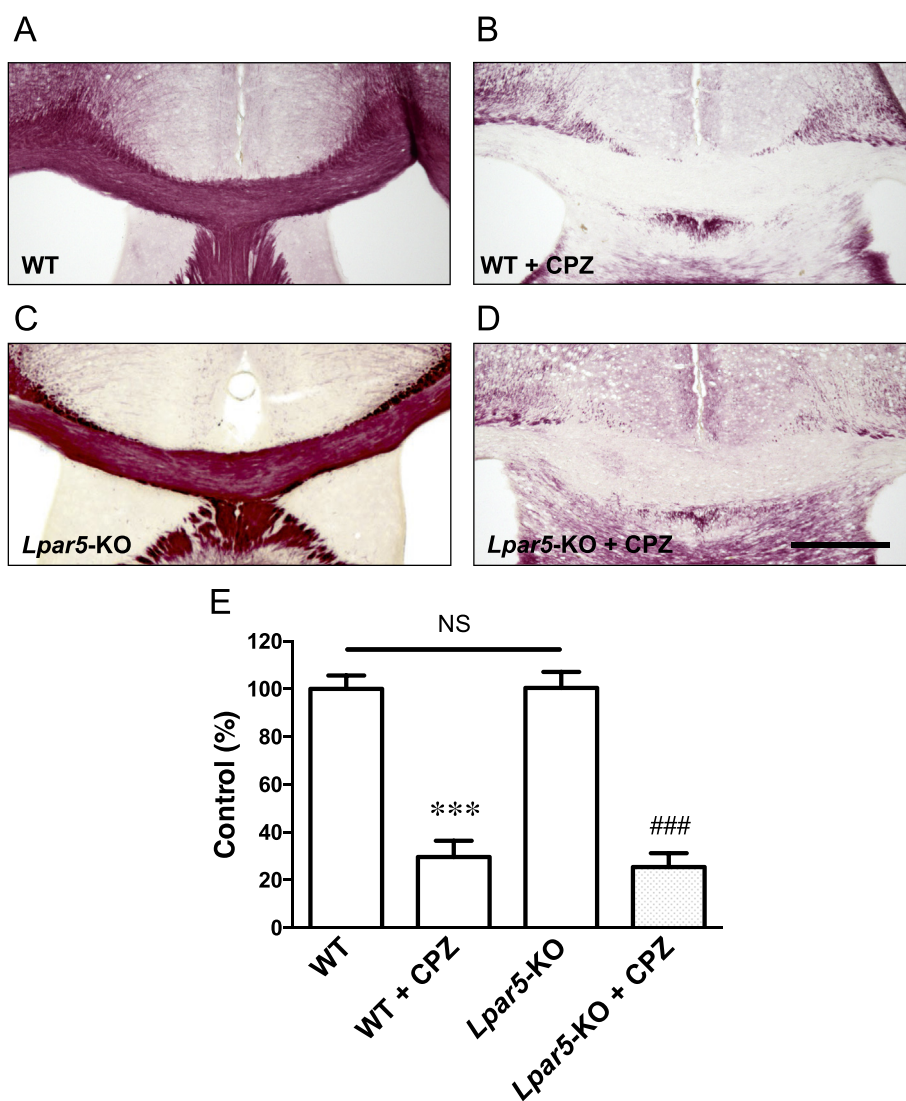 A
B
WT
WT + CPZ
C
D
Lpar5-KO
Lpar5-KO + CPZ
E
NS
120
100
80
60
40
20
0
Control (%)
***
###
WT
WT + CPZ
Lpar5-KO
Lpar5-KO + CPZ